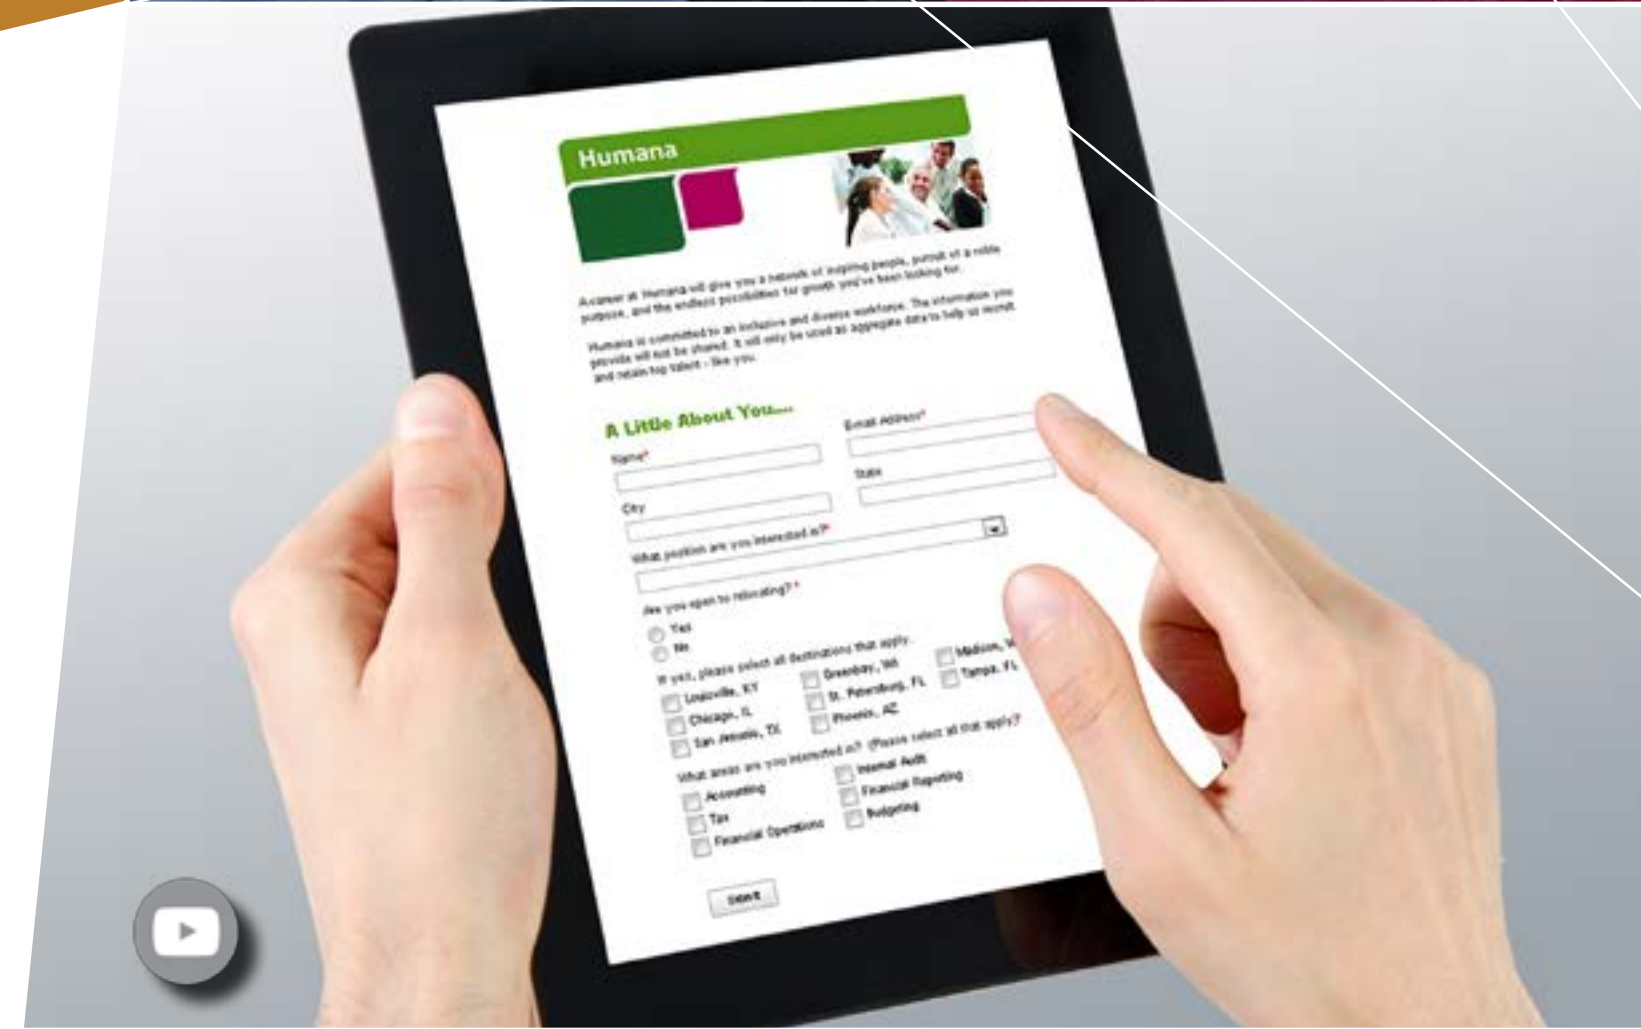 Humana
A career at Humana will give you a network of inspiring people, pursuit of a noble
purpose, and the endless possibilities for growth you've been looking for.
Humana is committed to an inclusive and diverse workforce. The information you
provide will not be shared. It will only be used as aggregate data to help us recruit
and retain top talent - like you.
A Little About You...
Name*
E-mail Address*
City
State
What position are you interested in?*
Are you open to relocating? *
Yes
No
If yes, please select all destinations that apply.
Louisville, KY
Greenbay, WI
Madison, W
Chicago, IL
St. Petersburg, FL
Tampa, FL
San Antonio, TX
Phoenix, AZ
What areas are you interested in? (Please select all that apply)*
Accounting
Internal Audit
Tax
Financial Reporting
Financial Operations
Budgeting
Submit